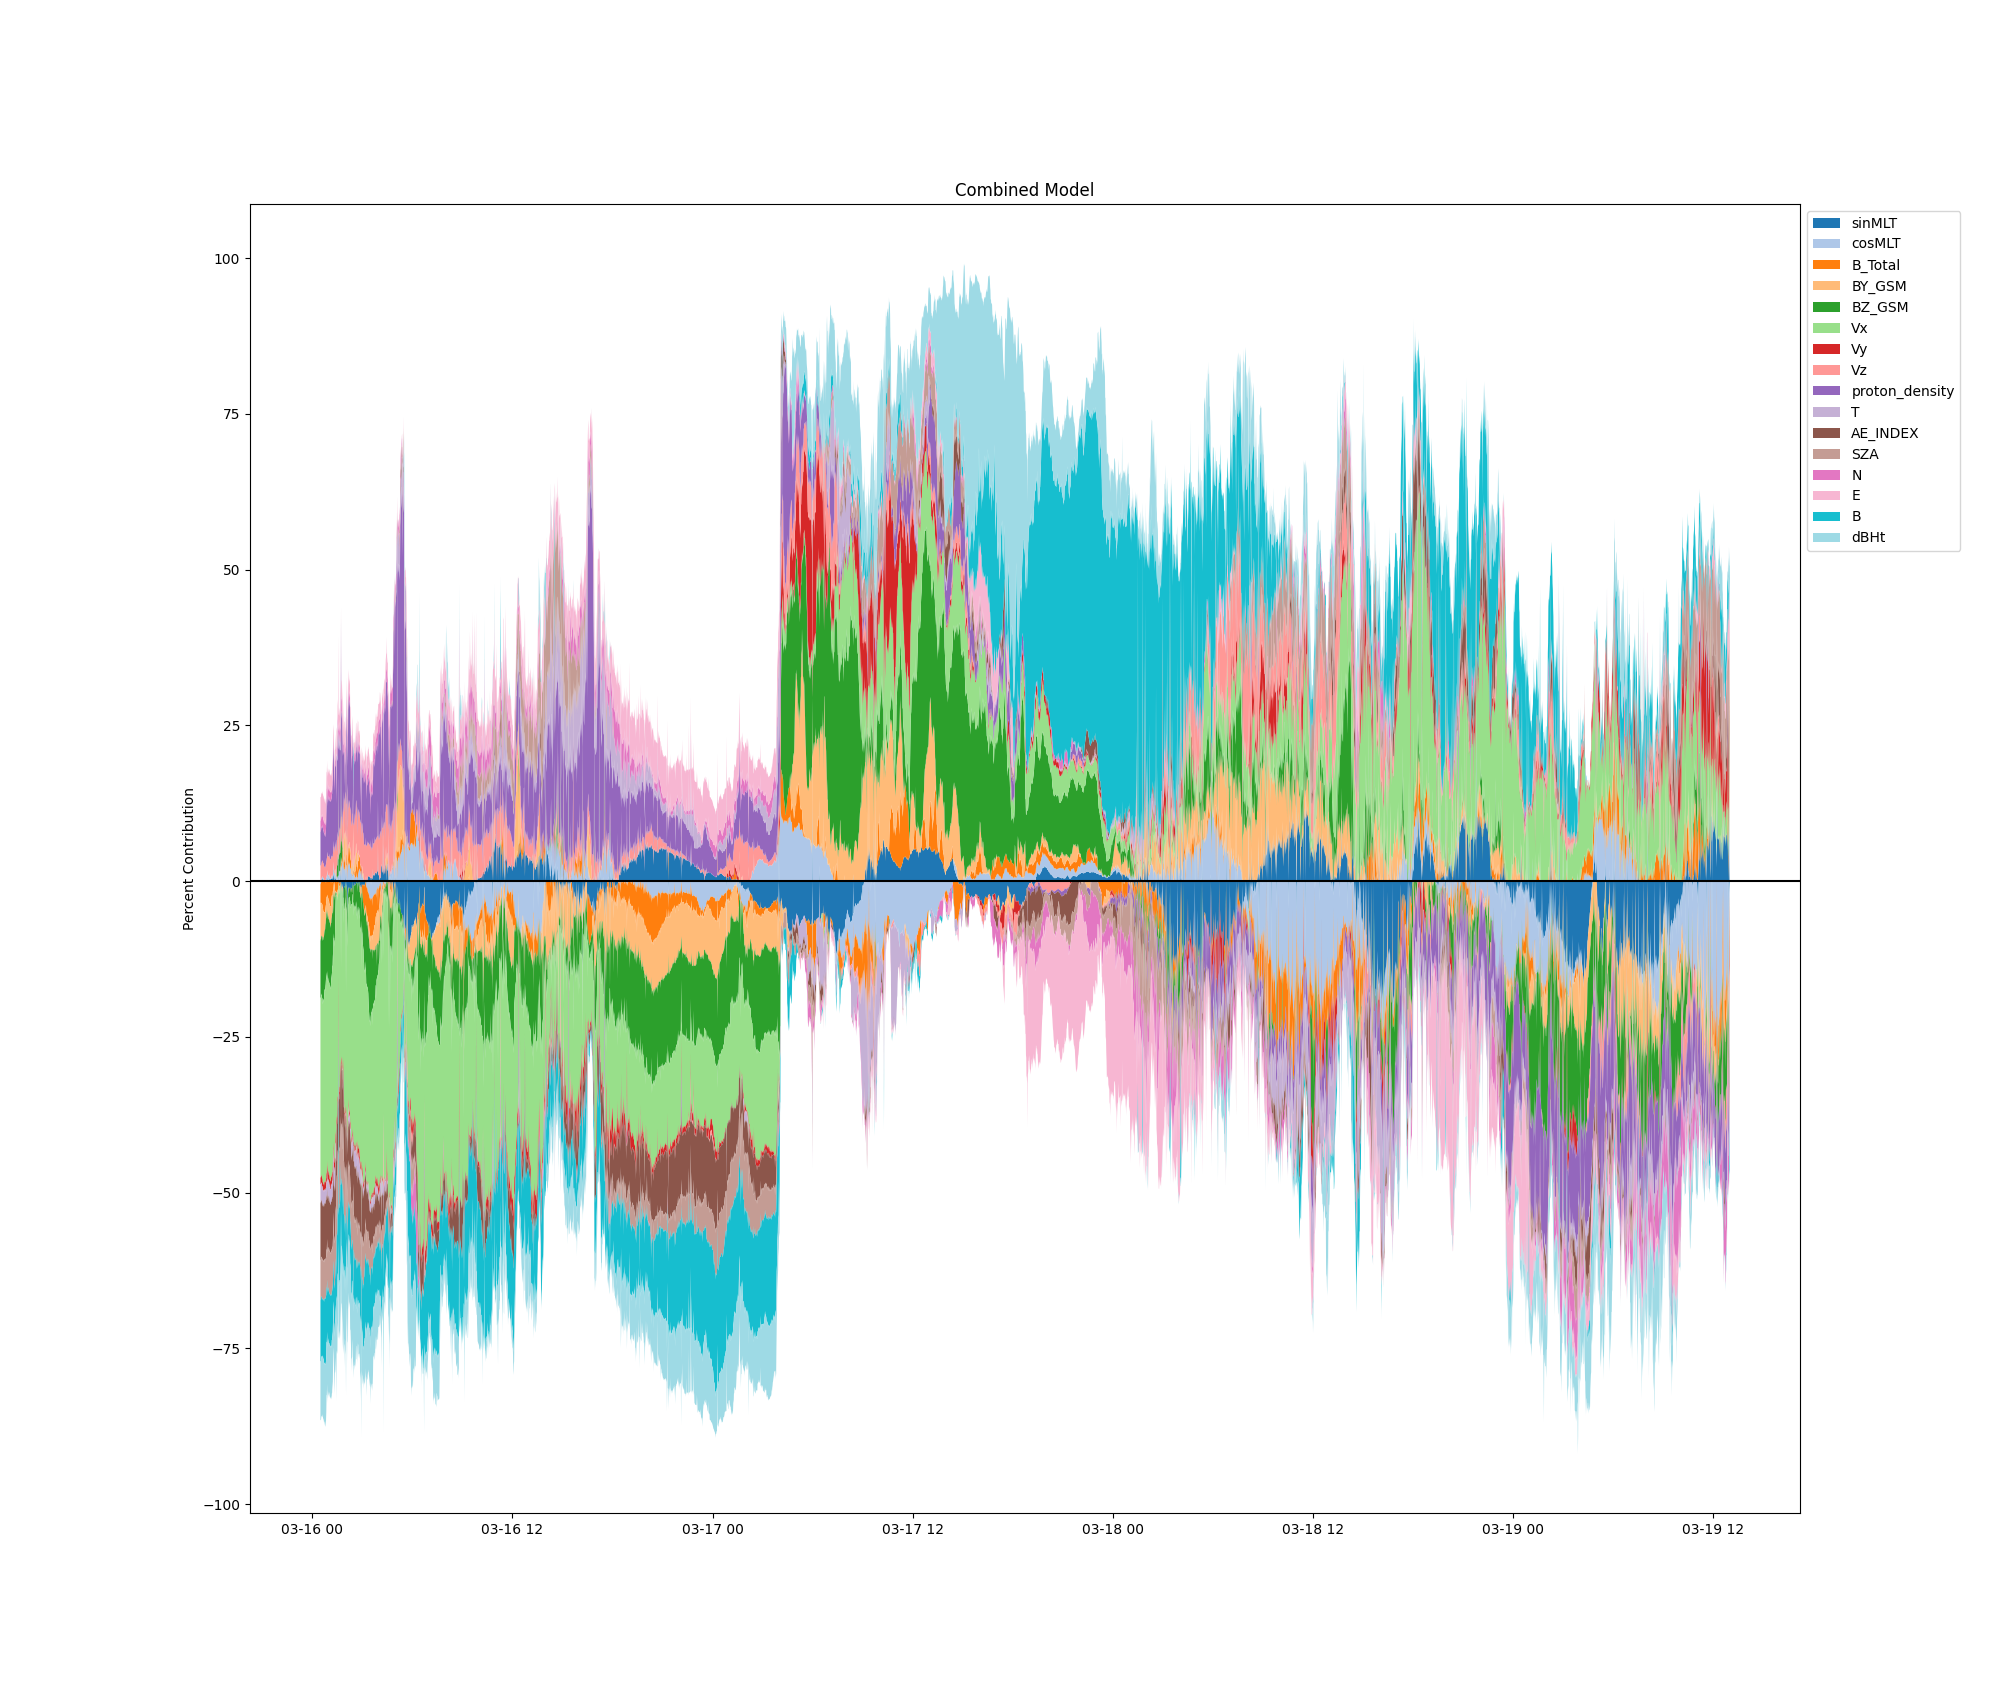 Combined Model
Percent Contribution
100
75
50
25
0
−25
−50
−75
−100
03-16 00
03-16 12
03-17 00
03-17 12
03-18 00
03-18 12
03-19 00
03-19 12
sinMLT
cosMLT
B_Total
BY_GSM
BZ_GSM
Vx
Vy
Vz
proton_density
T
AE_INDEX
SZA
N
E
B
dBHt